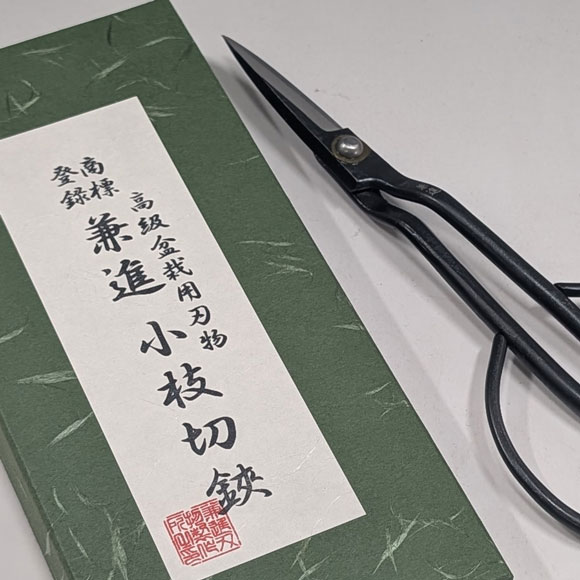 高級盆栽用刃物
商標
登録
兼進 小枝切鋏